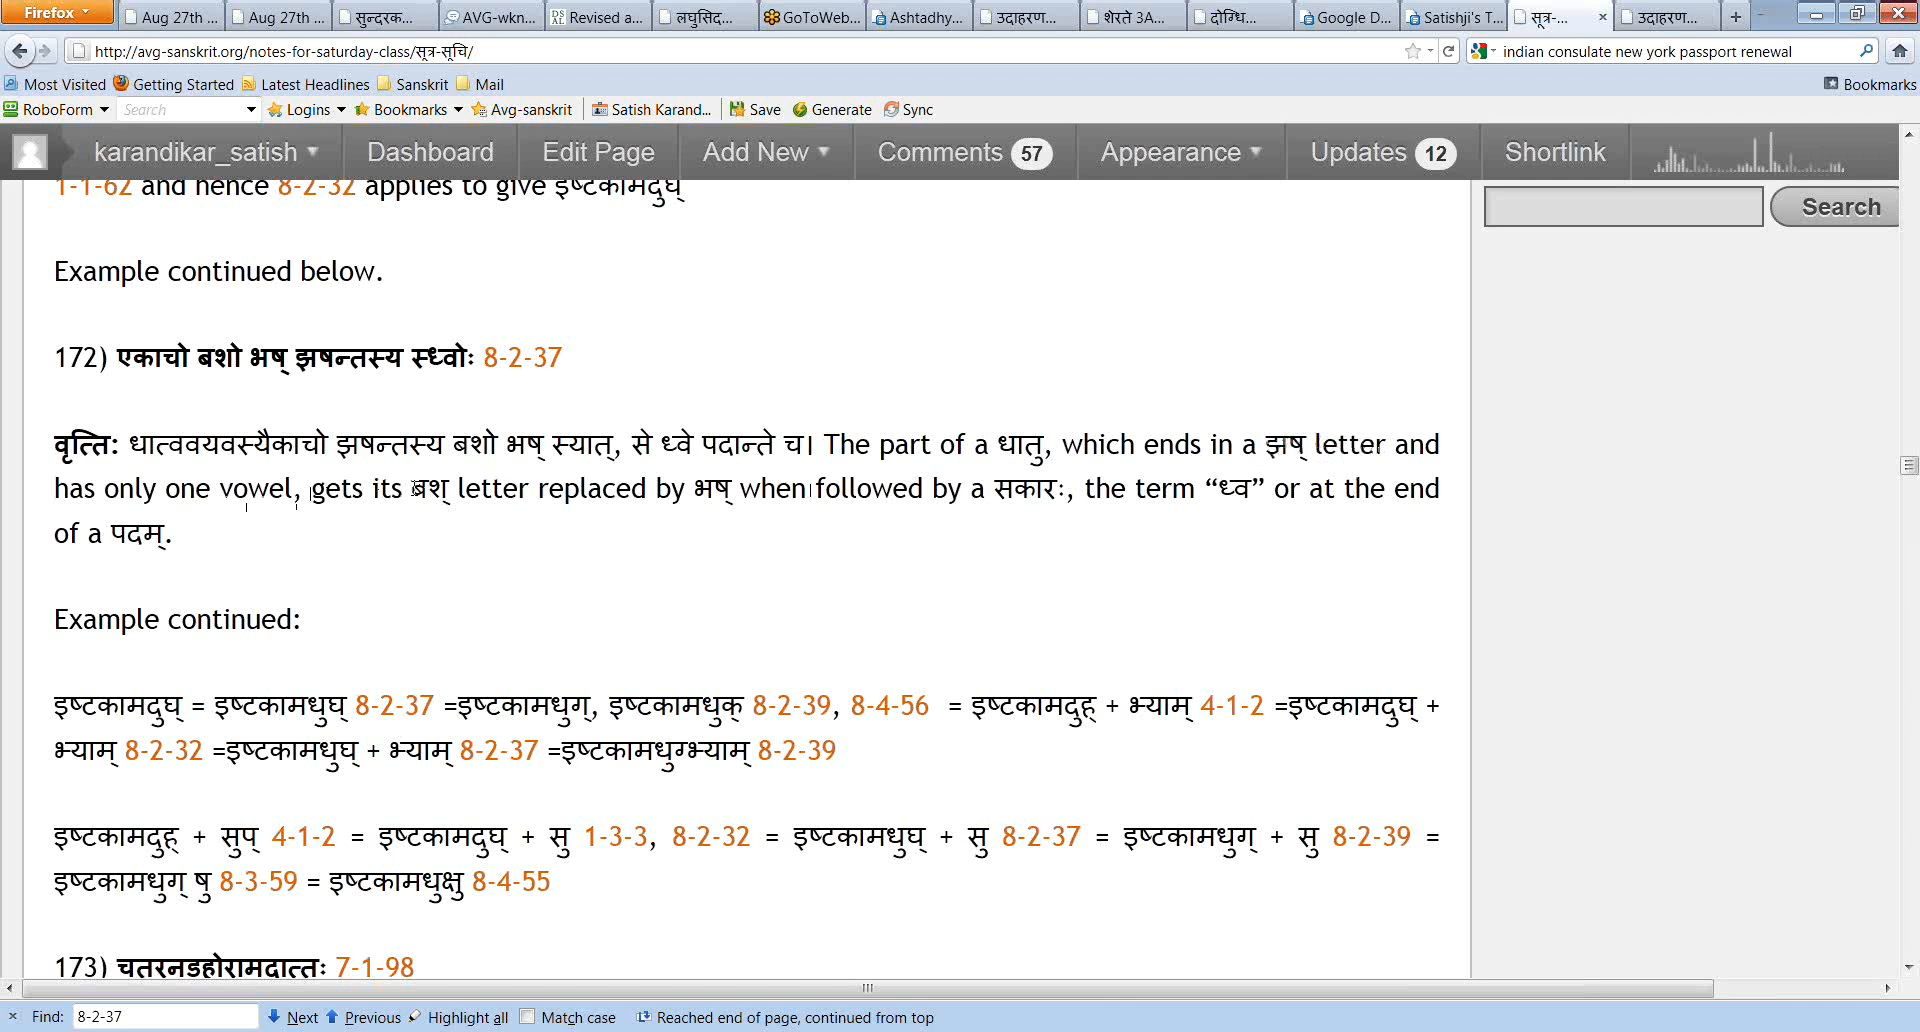 Firefox
Aug 27th ...
Aug 27th ...
सुन्दरक...
AVG-wkn...
Revised a...
लघुसिद्...
GoToWeb...
Ashtadhy...
उदाहरण...
शेरते 3A...
दोग्धि...
Google D...
Satishji's T...
सूत्र-...
उदाहरण...
http://avg-sanskrit.org/notes-for-saturday-class/सूत्र-सूचि/
indian consulate new york passport renewal
Most Visited Getting Started Latest Headlines Sanskrit Mail Bookmarks
RoboForm Search Logins Bookmarks Avg-sanskrit Satish Karand... Save Generate Sync
karandikar_satish Dashboard Edit Page Add New Comments 57 Appearance Updates 12 Shortlink
Search
1-1-62 and hence 8-2-32 applies to give इष्टकामदुघ्
Example continued below.
172) एकाचो बशो भष् झषन्तस्य स्ध्वोः 8-2-37
वृत्ति: धात्ववयवस्यैकाचो झषन्तस्य बशो भष् स्यात्, से ध्वे पदान्ते च। The part of a धातु, which ends in a झष् letter and
has only one vowel, gets its बश् letter replaced by भष् when followed by a सकारः, the term “ध्व” or at the end
of a पदम्.
Example continued:
इष्टकामदुघ् = इष्टकामधुघ् 8-2-37 =इष्टकामधुग्, इष्टकामधुक् 8-2-39, 8-4-56 = इष्टकामदुह् + भ्याम् 4-1-2 =इष्टकामदुघ् +
भ्याम् 8-2-32 =इष्टकामधुघ् + भ्याम् 8-2-37 =इष्टकामधुग्भ्याम् 8-2-39
इष्टकामदुह् + सुप् 4-1-2 = इष्टकामदुघ् + सु 1-3-3, 8-2-32 = इष्टकामधुघ् + सु 8-2-37 = इष्टकामधुग् + सु 8-2-39 =
इष्टकामधुग् षु 8-3-59 = इष्टकामधुक्षु 8-4-55
173) चतुरनडुहोरामुदात्तः 7-1-98
Find: 8-2-37 Next Previous Highlight all Match case Reached end of page, continued from top